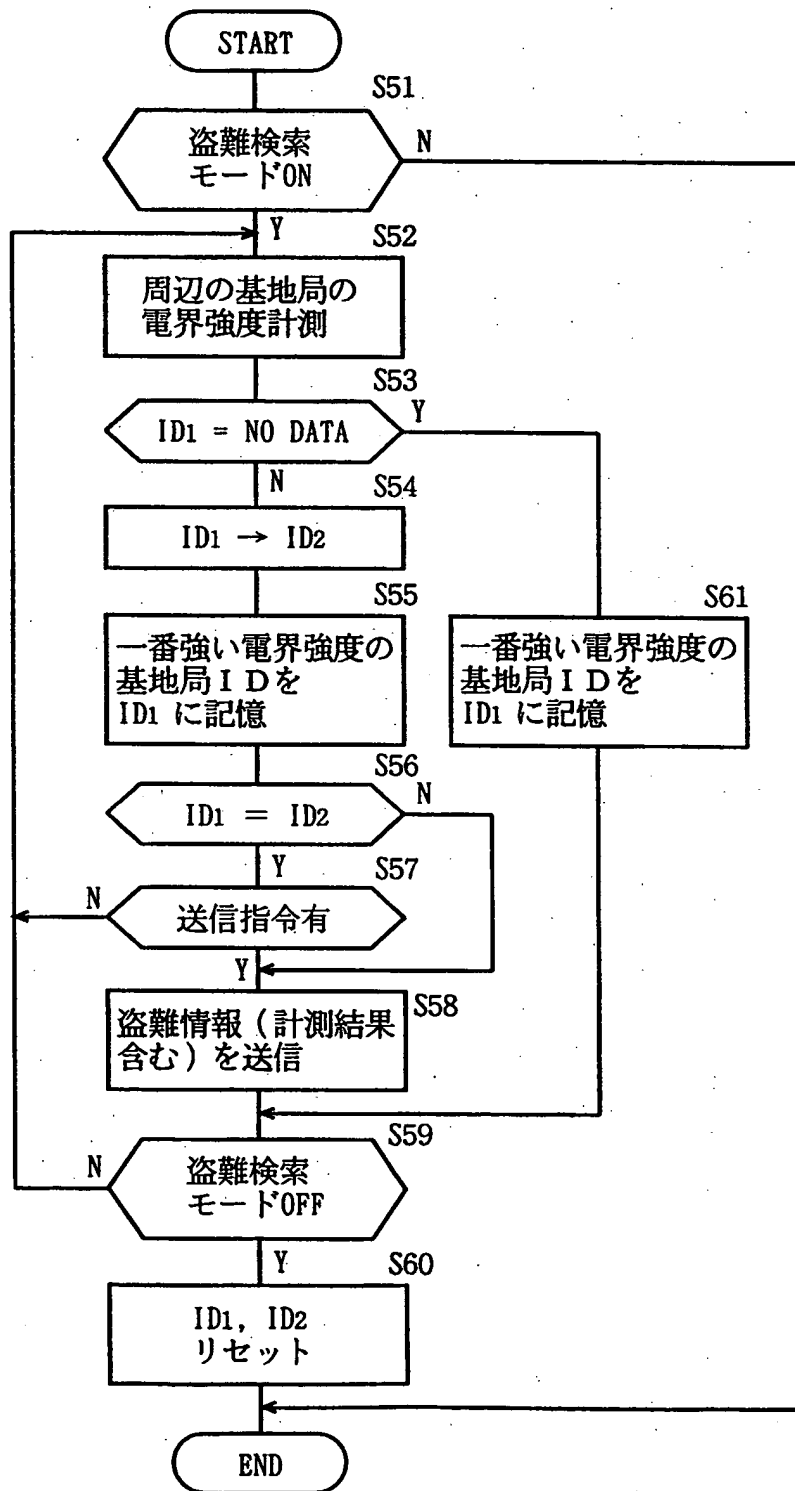 START
S51
盗難検索
モードON
N
Y
S52
周辺の基地局の
電界強度計測
S53
ID1 = NO DATA
Y
N
S54
ID1 → ID2
S55
一番強い電界強度の
基地局ＩＤを
ID1 に記憶
S61
一番強い電界強度の
基地局ＩＤを
ID1 に記憶
S56
ID1 = ID2
N
Y
S57
N
送信指令有
Y
S58
盗難情報（計測結果
含む）を送信
S59
N
盗難検索
モードOFF
Y
S60
ID1, ID2
リセット
END